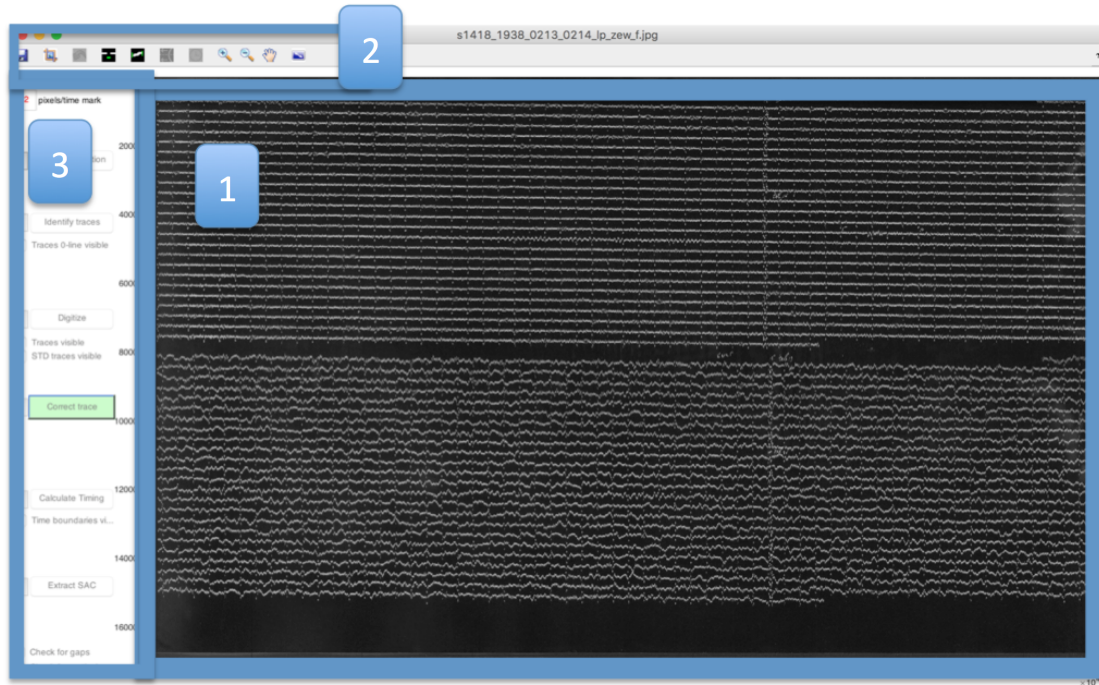 s1418_1938_0213_0214_lp_zew_f.jpg
2
2 pixels/time mark
2000
3
1
4000
Identify traces
Traces 0-line visible
6000
Digitize
Traces visible
8000
STD traces visible
Correct trace
10000
12000
Calculate Timing
Time boundaries vi...
14000
Extract SAC
16000
Check for gaps